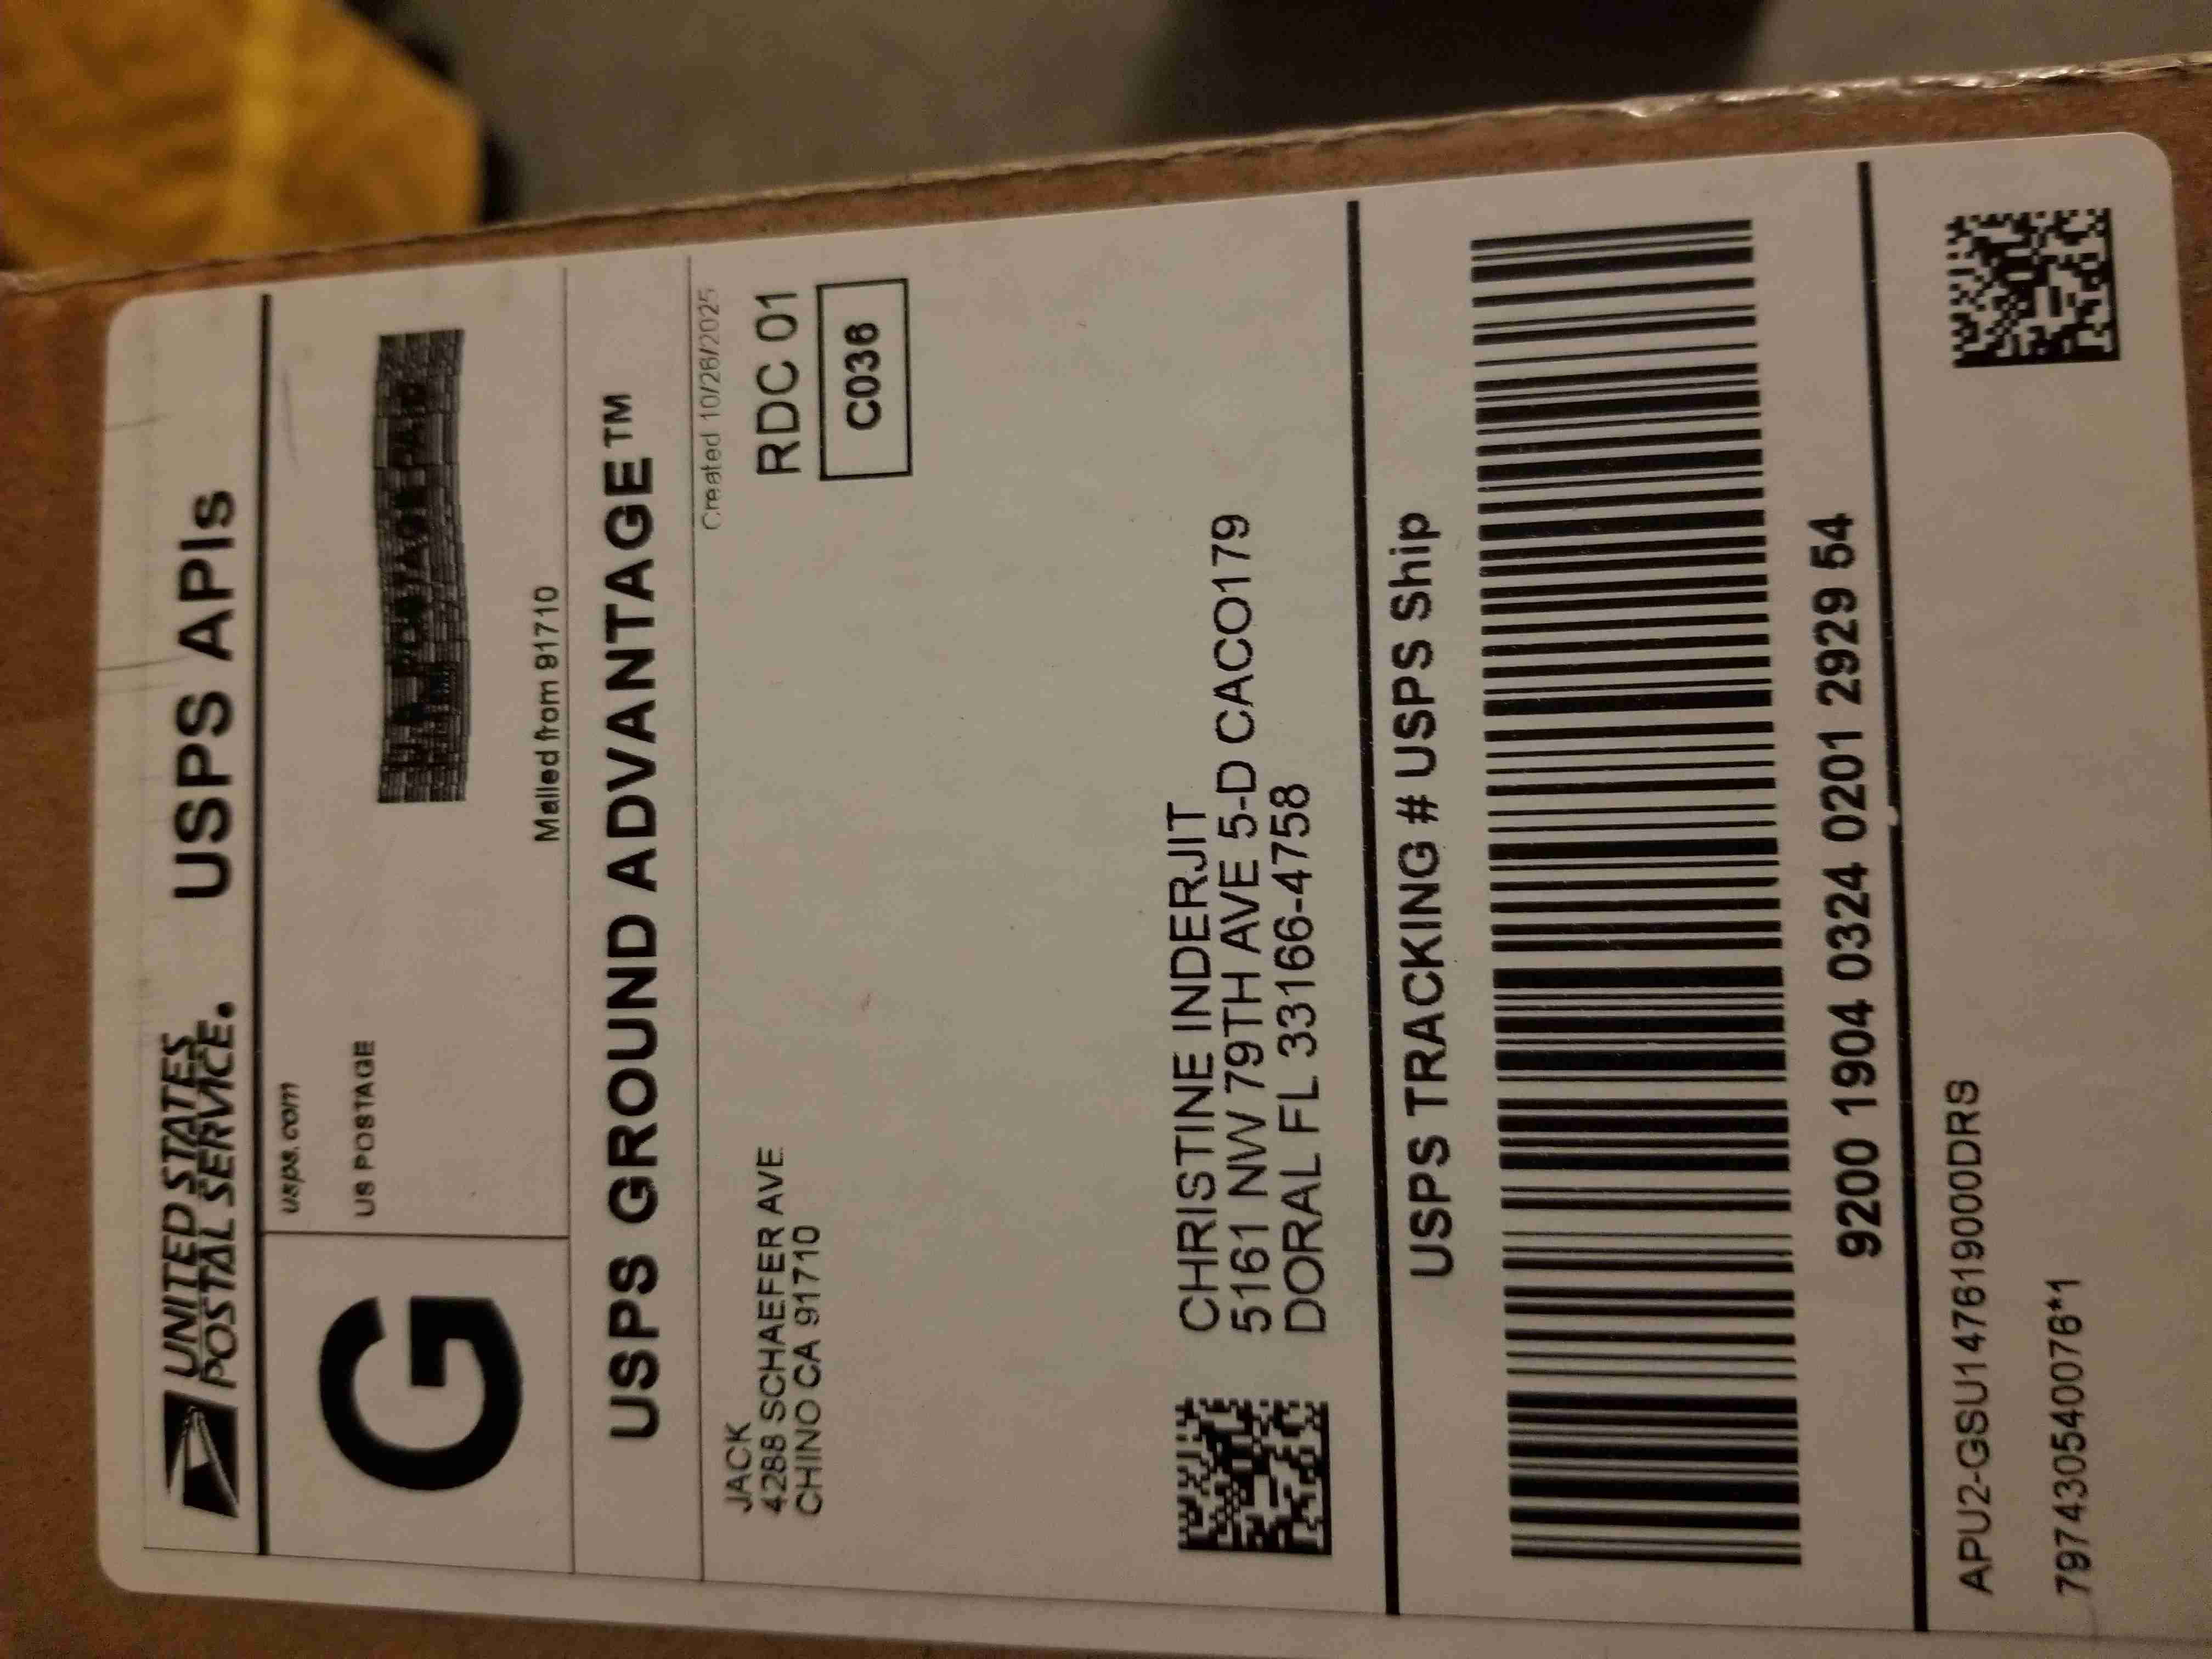 UNITED STATES
POSTAL SERVICE.
USPS APIs
usps.com
US POSTAGE
Mailed from 91710
G
USPS GROUND ADVANTAGE™
Created 10/26/2025
JACK
4288 SCHAEFER AVE
CHINO CA 91710
RDC 01
C036
CHRISTINE INDERJIT
5161 NW 79TH AVE 5-D CACO179
DORAL FL 33166-4758
USPS TRACKING # USPS Ship
9200 1904 0324 0201 2929 54
APU2-GSU147619000DRS
797430540076*1